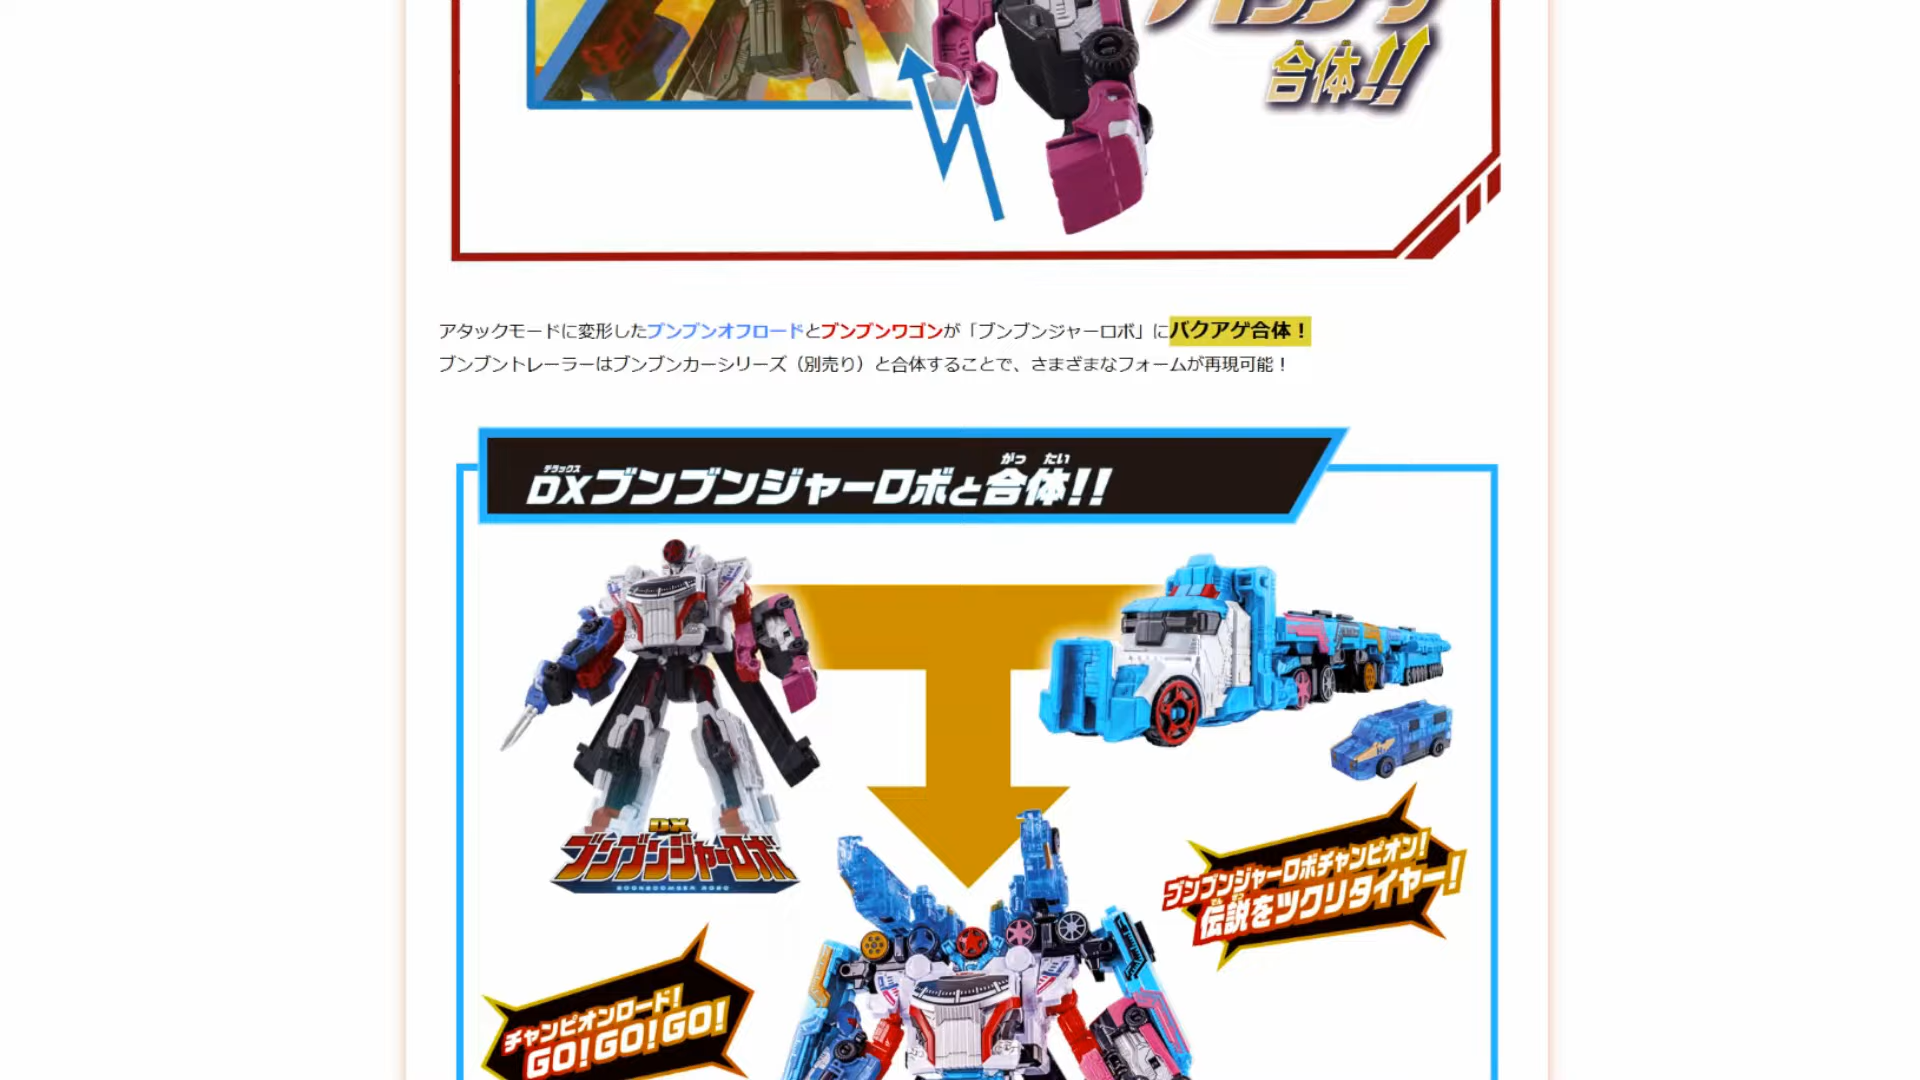 合体!!
アタックモードに変形したブンブンオフロードとブンブンワゴンが「ブンブンジャーロボ」にバクアゲ合体！
ブンブントレーラーはブンブンカーシリーズ（別売り）と合体することで、さまざまなフォームが再現可能！
デラックス がったい
DXブンブンジャーロボと合体!!
DX
ブンブンジャーロボ
BOONBOOMGER ROBO
ブンブンジャーロボチャンピオン!
でんせつ
伝説をツクリタイヤー!
チャンピオンロード!
GO!GO!GO!